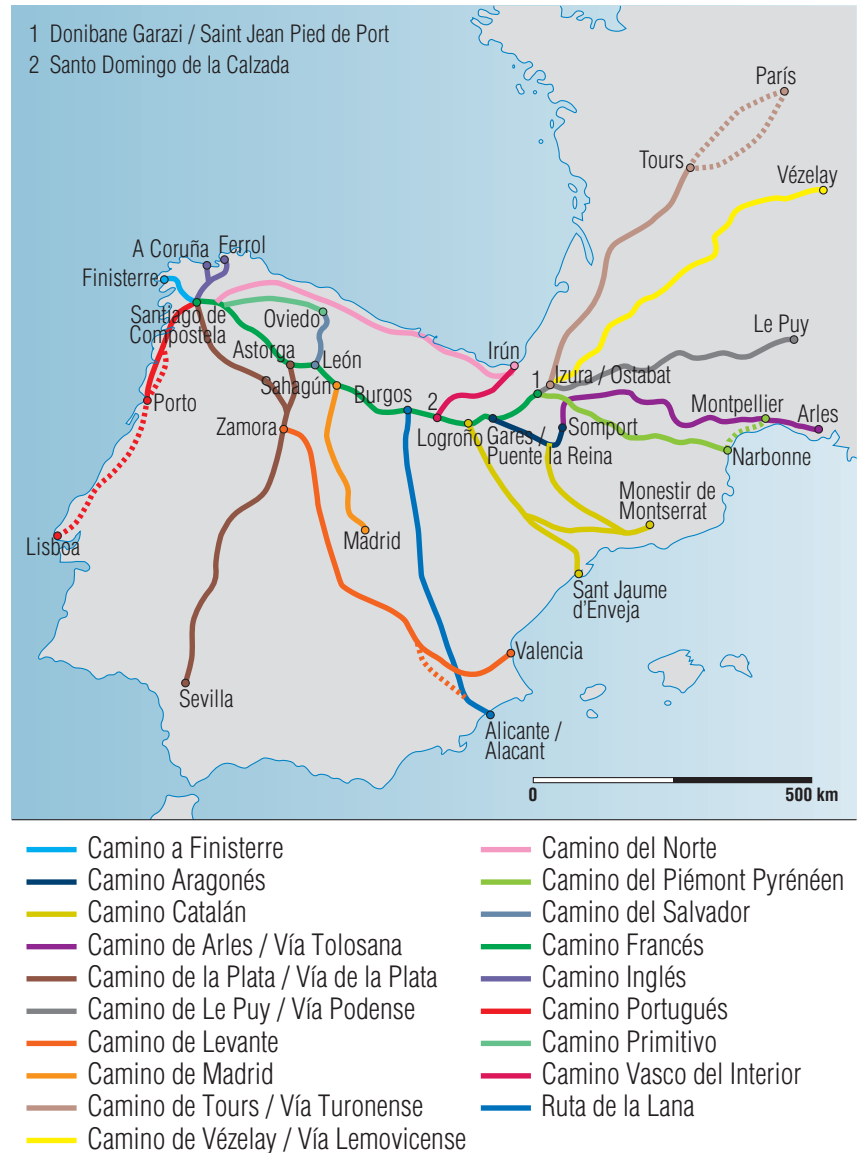 1 Donibane Garazi / Saint Jean Pied de Port
2 Santo Domingo de la Calzada
París
Tours
Vézelay
A Coruña
Ferrol
Finisterre
Santiago de
Compostela
Oviedo
Irún
Le Puy
Astorga
León
1
Izura / Ostabat
Sahagún
Burgos
2
Montpellier
Porto
Arles
Zamora
Logroño
Gares /
Puente la Reina
Somport
Narbonne
Monestir de
Montserrat
Lisboa
Madrid
Sant Jaume
d'Enveja
Valencia
Sevilla
Alicante /
Alacant
0
500 km
Camino a Finisterre
Camino Aragonés
Camino Catalán
Camino de Arles / Vía Tolosana
Camino de la Plata / Vía de la Plata
Camino de Le Puy / Vía Podense
Camino de Levante
Camino de Madrid
Camino de Tours / Vía Turonense
Camino de Vézelay / Vía Lemovicense
Camino del Norte
Camino del Piémont Pyrénéen
Camino del Salvador
Camino Francés
Camino Inglés
Camino Portugués
Camino Primitivo
Camino Vasco del Interior
Ruta de la Lana